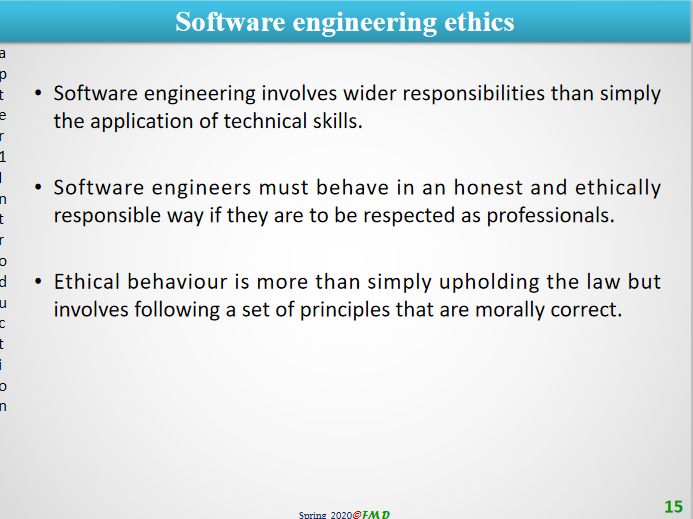 Software engineering ethics
a
p
t
e
r
1
I
n
t
r
o
d
u
c
t
i
o
n
• Software engineering involves wider responsibilities than simply
the application of technical skills.
• Software engineers must behave in an honest and ethically
responsible way if they are to be respected as professionals.
• Ethical behaviour is more than simply upholding the law but
involves following a set of principles that are morally correct.
Spring 2020©FMD
15